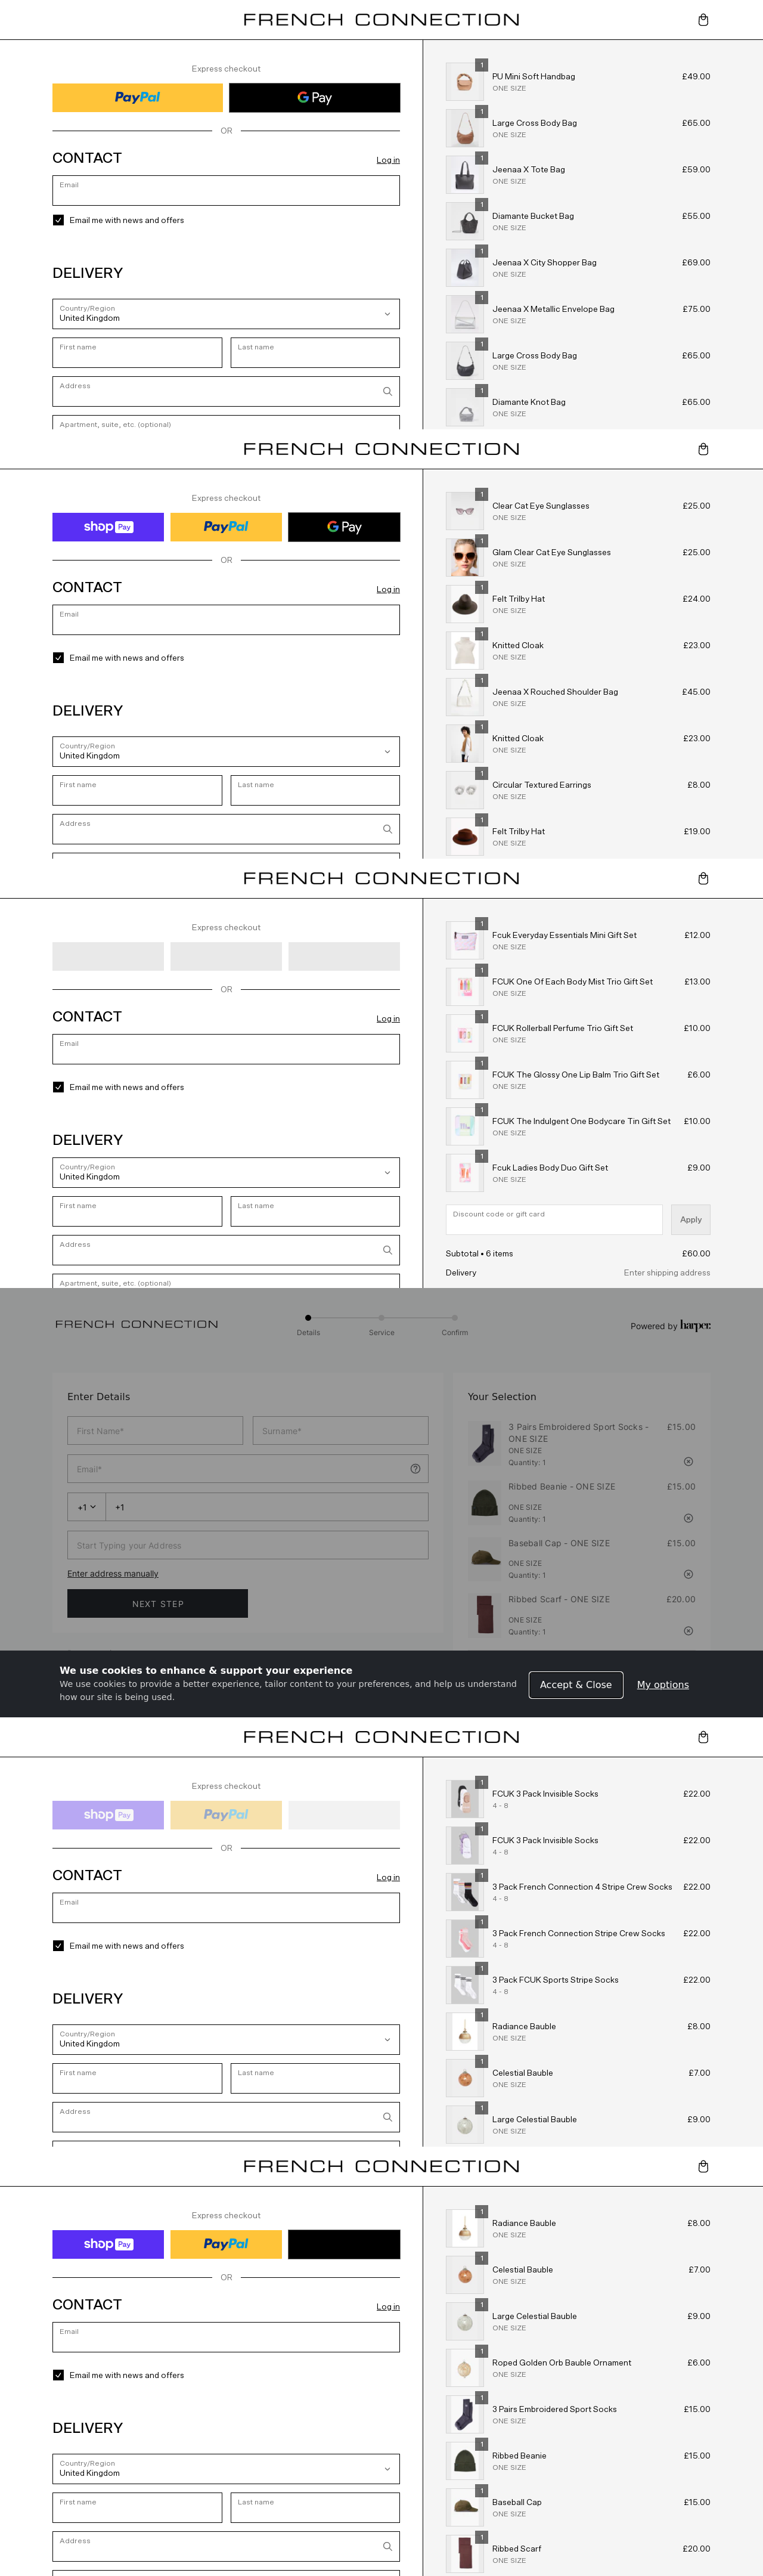 FRENCH CONNECTION
Express checkout
PayPal
G Pay
OR
CONTACT
Log in
Email
Email me with news and offers
DELIVERY
Country/Region
United Kingdom
First name
Last name
Address
Apartment, suite, etc. (optional)
1
PU Mini Soft Handbag
£49.00
ONE SIZE
1
Large Cross Body Bag
£65.00
ONE SIZE
1
Jeenaa X Tote Bag
£59.00
ONE SIZE
1
Diamante Bucket Bag
£55.00
ONE SIZE
1
Jeenaa X City Shopper Bag
£69.00
ONE SIZE
1
Jeenaa X Metallic Envelope Bag
£75.00
ONE SIZE
1
Large Cross Body Bag
£65.00
ONE SIZE
1
Diamante Knot Bag
£65.00
ONE SIZE
FRENCH CONNECTION
Express checkout
shop Pay
PayPal
G Pay
OR
CONTACT
Log in
Email
Email me with news and offers
DELIVERY
Country/Region
United Kingdom
First name
Last name
Address
1
Clear Cat Eye Sunglasses
£25.00
ONE SIZE
1
Glam Clear Cat Eye Sunglasses
£25.00
ONE SIZE
1
Felt Trilby Hat
£24.00
ONE SIZE
1
Knitted Cloak
£23.00
ONE SIZE
1
Jeenaa X Rouched Shoulder Bag
£45.00
ONE SIZE
1
Knitted Cloak
£23.00
ONE SIZE
1
Circular Textured Earrings
£8.00
ONE SIZE
1
Felt Trilby Hat
£19.00
ONE SIZE
FRENCH CONNECTION
Express checkout
OR
CONTACT
Log in
Email
Email me with news and offers
DELIVERY
Country/Region
United Kingdom
First name
Last name
Address
Apartment, suite, etc. (optional)
1
Fcuk Everyday Essentials Mini Gift Set
£12.00
ONE SIZE
1
FCUK One Of Each Body Mist Trio Gift Set
£13.00
ONE SIZE
1
FCUK Rollerball Perfume Trio Gift Set
£10.00
ONE SIZE
1
FCUK The Glossy One Lip Balm Trio Gift Set
£6.00
ONE SIZE
1
FCUK The Indulgent One Bodycare Tin Gift Set
£10.00
ONE SIZE
1
Fcuk Ladies Body Duo Gift Set
£9.00
ONE SIZE
Discount code or gift card
Apply
Subtotal • 6 items
£60.00
Delivery
Enter shipping address
FRENCH CONNECTION
Details
Service
Confirm
Powered by harper.
Enter Details
First Name*
Surname*
Email*
+1
+1
Start Typing your Address
Enter address manually
NEXT STEP
Your Selection
3 Pairs Embroidered Sport Socks -
ONE SIZE
£15.00
ONE SIZE
Quantity: 1
Ribbed Beanie - ONE SIZE
£15.00
ONE SIZE
Quantity: 1
Baseball Cap - ONE SIZE
£15.00
ONE SIZE
Quantity: 1
Ribbed Scarf - ONE SIZE
£20.00
ONE SIZE
Quantity: 1
We use cookies to enhance & support your experience
We use cookies to provide a better experience, tailor content to your preferences, and help us understand
how our site is being used.
Accept & Close
My options
FRENCH CONNECTION
Express checkout
shop Pay
PayPal
OR
CONTACT
Log in
Email
Email me with news and offers
DELIVERY
Country/Region
United Kingdom
First name
Last name
Address
1
FCUK 3 Pack Invisible Socks
£22.00
4 - 8
1
FCUK 3 Pack Invisible Socks
£22.00
4 - 8
1
3 Pack French Connection 4 Stripe Crew Socks
£22.00
4 - 8
1
3 Pack French Connection Stripe Crew Socks
£22.00
4 - 8
1
3 Pack FCUK Sports Stripe Socks
£22.00
4 - 8
1
Radiance Bauble
£8.00
ONE SIZE
1
Celestial Bauble
£7.00
ONE SIZE
1
Large Celestial Bauble
£9.00
ONE SIZE
FRENCH CONNECTION
Express checkout
shop Pay
PayPal
OR
CONTACT
Log in
Email
Email me with news and offers
DELIVERY
Country/Region
United Kingdom
First name
Last name
Address
1
Radiance Bauble
£8.00
ONE SIZE
1
Celestial Bauble
£7.00
ONE SIZE
1
Large Celestial Bauble
£9.00
ONE SIZE
1
Roped Golden Orb Bauble Ornament
£6.00
ONE SIZE
1
3 Pairs Embroidered Sport Socks
£15.00
ONE SIZE
1
Ribbed Beanie
£15.00
ONE SIZE
1
Baseball Cap
£15.00
ONE SIZE
1
Ribbed Scarf
£20.00
ONE SIZE